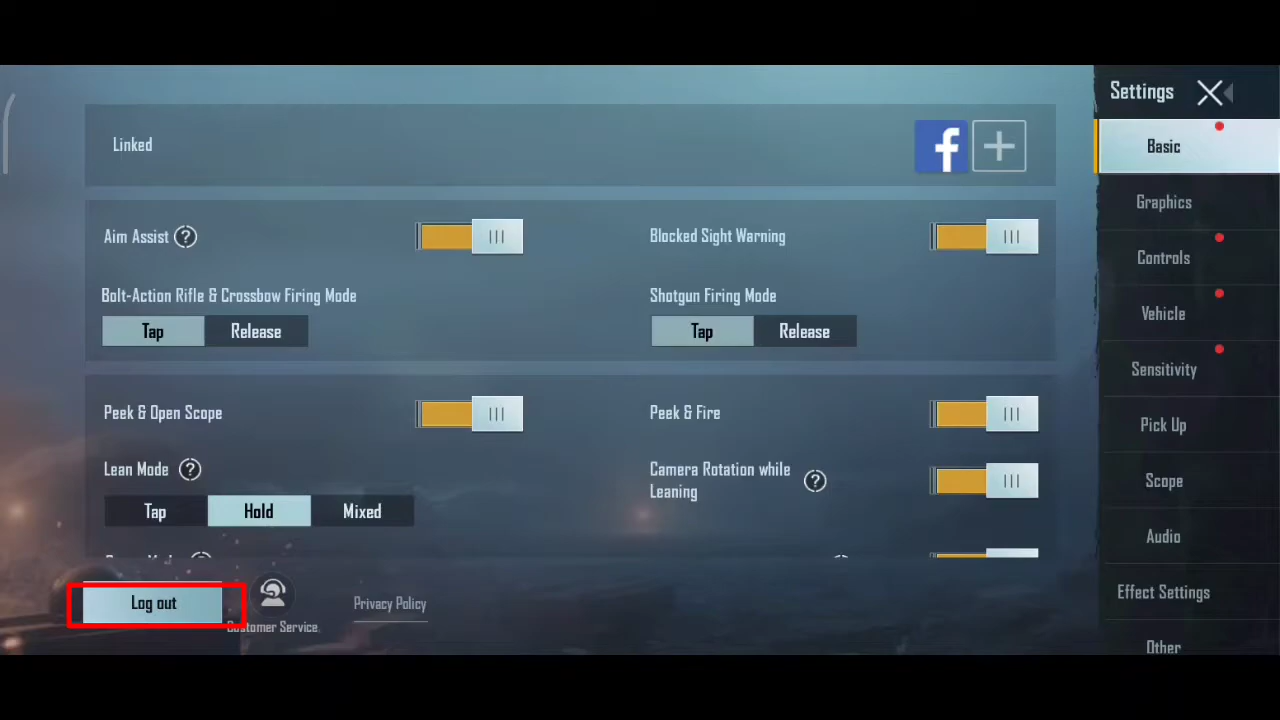 Settings
Linked
Basic
Graphics
Controls
Vehicle
Sensitivity
Pick Up
Scope
Audio
Effect Settings
Other
Aim Assist ?
Blocked Sight Warning
Bolt-Action Rifle & Crossbow Firing Mode
Shotgun Firing Mode
Tap Release
Tap Release
Peek & Open Scope
Peek & Fire
Lean Mode ?
Camera Rotation while
Leaning ?
Tap Hold Mixed
Log out
Customer Service
Privacy Policy